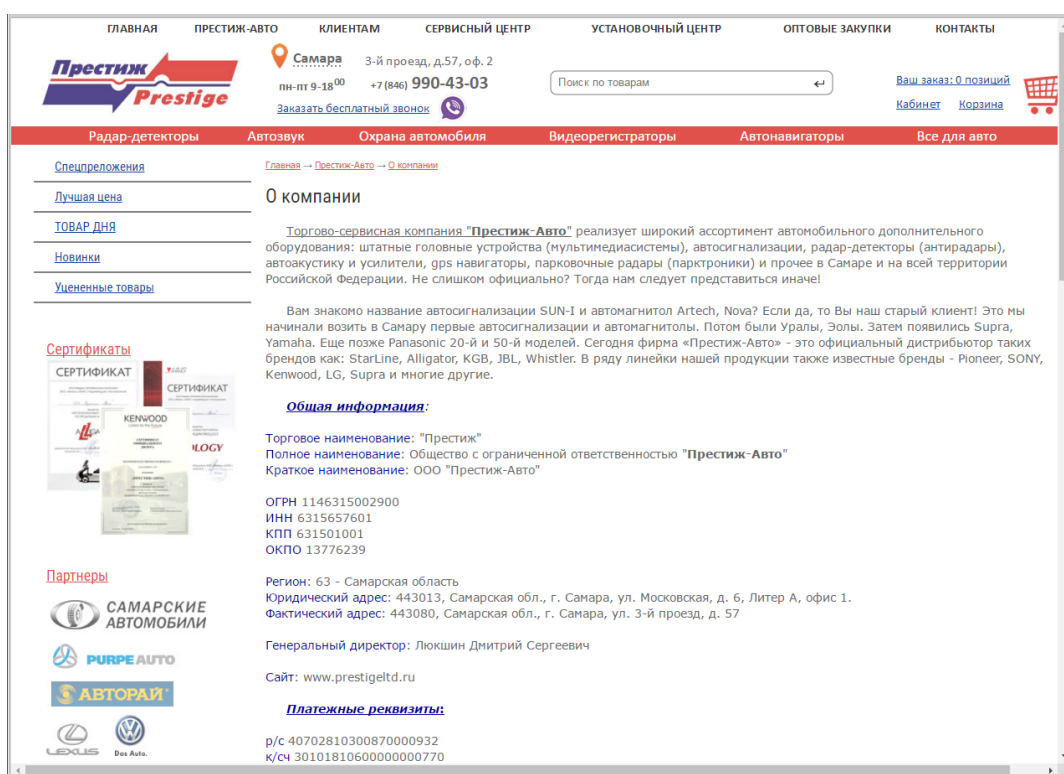 ГЛАВНАЯ ПРЕСТИЖ-АВТО КЛИЕНТАМ СЕРВИСНЫЙ ЦЕНТР УСТАНОВОЧНЫЙ ЦЕНТР ОПТОВЫЕ ЗАКУПКИ КОНТАКТЫ
Престиж
Prestige
Самара 3-й проезд, д.57, оф. 2
пн-пт 9-18 00 +7 (846) 990-43-03
Заказать бесплатный звонок
Поиск по товарам
Ваш заказ: 0 позиций
Кабинет Корзина
Радар-детекторы Автозвук Охрана автомобиля Видеорегистраторы Автонавигаторы Все для авто
Спецпреложения
Лучшая цена
ТОВАР ДНЯ
Новинки
Уцененные товары
Сертификаты
СЕРТИФИКАТ
СЕРТИФИКАТ
KENWOOD
Партнеры
САМАРСКИЕ
АВТОМОБИЛИ
PURPE AUTO
АВТОРАЙ
LEXUS Das Auto.
Главная → Престиж-Авто → О компании
О компании
Торгово-сервисная компания "Престиж-Авто" реализует широкий ассортимент автомобильного дополнительного
оборудования: штатные головные устройства (мультимедиасистемы), автосигнализации, радар-детекторы (антирадары),
автоакустику и усилители, gps навигаторы, парковочные радары (парктроники) и прочее в Самаре и на всей территории
Российской Федерации. Не слишком официально? Тогда нам следует представиться иначе!
Вам знакомо название автосигнализации SUN-I и автомагнитол Artech, Nova? Если да, то Вы наш старый клиент! Это мы
начинали возить в Самару первые автосигнализации и автомагнитолы. Потом были Уралы, Эолы. Затем появились Supra,
Yamaha. Еще позже Panasonic 20-й и 50-й моделей. Сегодня фирма «Престиж-Авто» - это официальный дистрибьютор таких
брендов как: StarLine, Alligator, KGB, JBL, Whistler. В ряду линейки нашей продукции также известные бренды - Pioneer, SONY,
Kenwood, LG, Supra и многие другие.
Общая информация:
Торговое наименование: "Престиж"
Полное наименование: Общество с ограниченной ответственностью "Престиж-Авто"
Краткое наименование: ООО "Престиж-Авто"
ОГРН 1146315002900
ИНН 6315657601
КПП 631501001
ОКПО 13776239
Регион: 63 - Самарская область
Юридический адрес: 443013, Самарская обл., г. Самара, ул. Московская, д. 6, Литер А, офис 1.
Фактический адрес: 443080, Самарская обл., г. Самара, ул. 3-й проезд, д. 57
Генеральный директор: Люкшин Дмитрий Сергеевич
Сайт: www.prestigeltd.ru
Платежные реквизиты:
р/с 40702810300870000932
к/сч 30101810600000000770